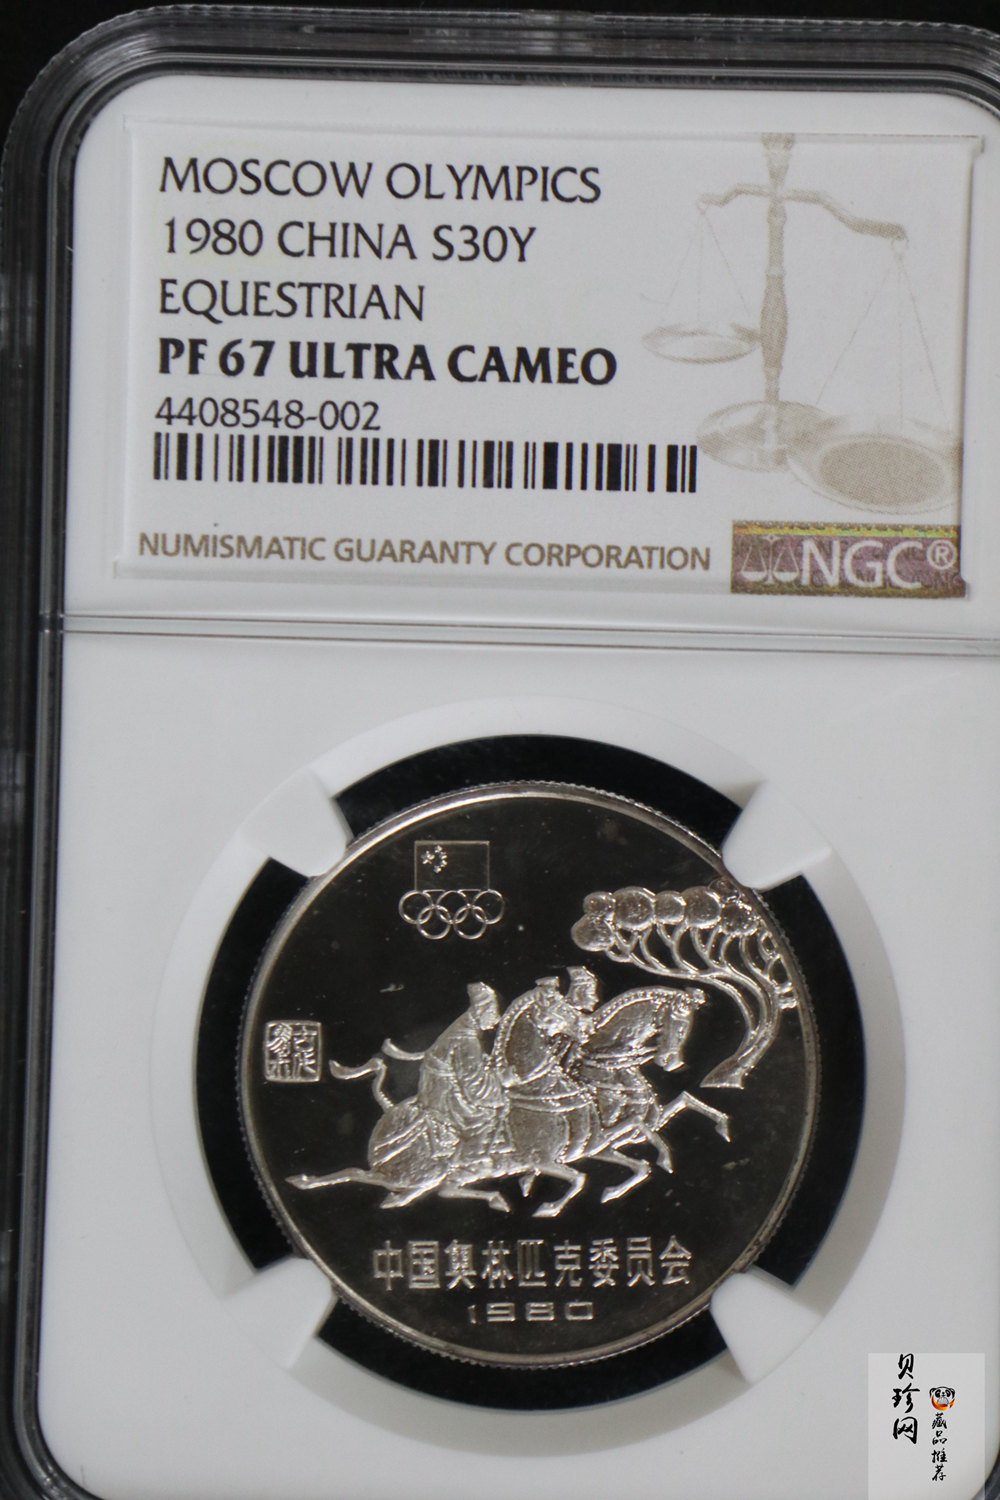 MOSCOW OLYMPICS
1980 CHINA S30Y
EQUESTRIAN
PF 67 ULTRA CAMEO
4408548-002
NUMISMATIC GUARANTY CORPORATION
NGC®
中国奥林匹克委员会
1980
贝珍网
藏品推荐